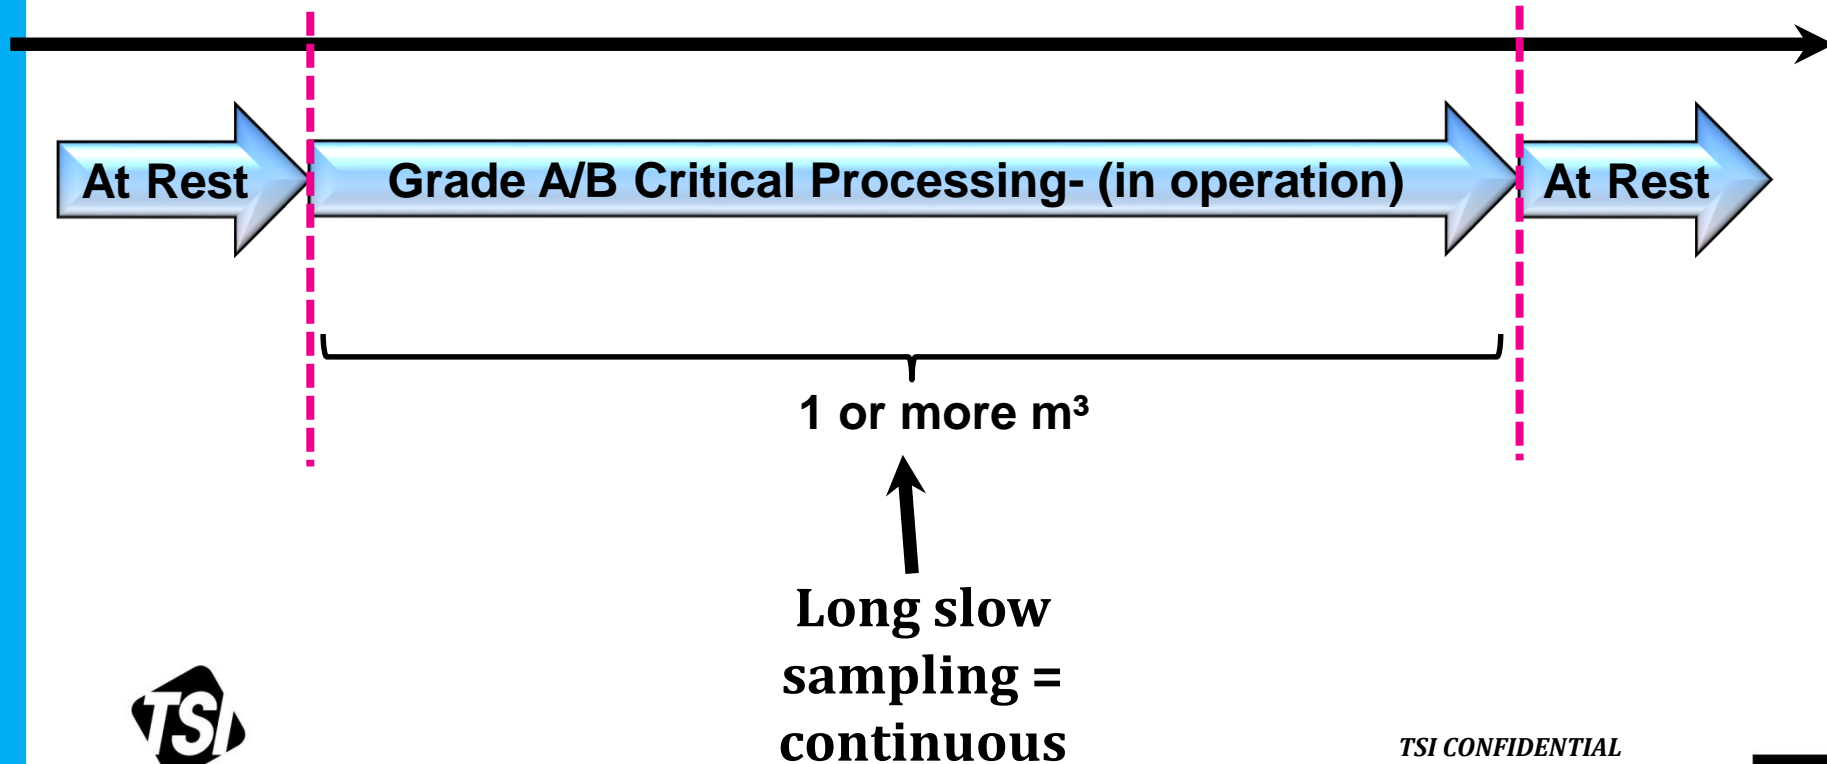 At Rest
Grade A/B Critical Processing- (in operation)
At Rest
1 or more m³
Long slow
sampling =
continuous
TSI
TSI CONFIDENTIAL